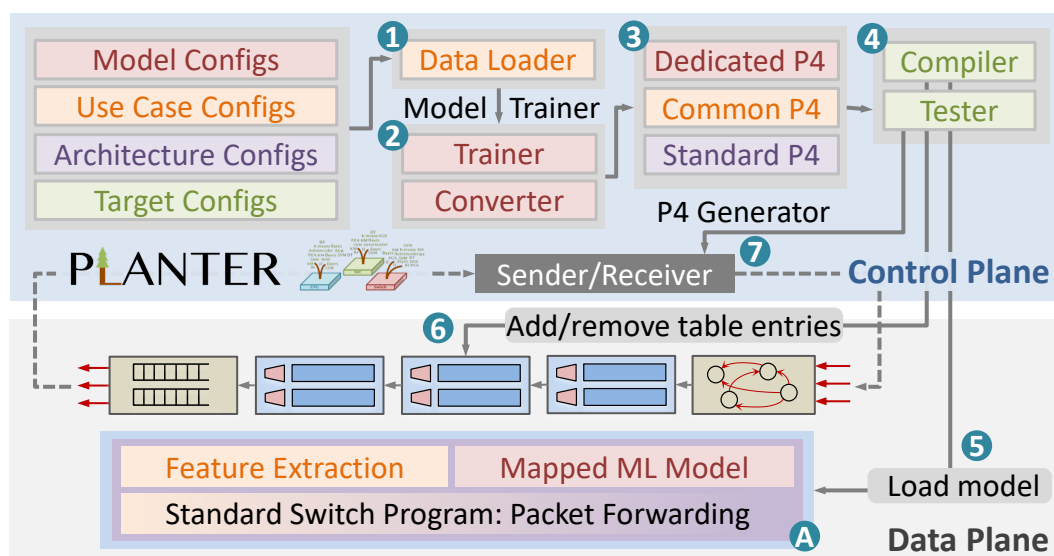 1
3
4
Model Configs
Data Loader
Dedicated P4
Compiler
Use Case Configs
Model Trainer
Common P4
Tester
2
Architecture Configs
Trainer
Standard P4
Target Configs
Converter
P4 Generator
7
PLANTER
Sender/Receiver
Control Plane
6
Add/remove table entries
5
Feature Extraction
Mapped ML Model
Load model
Standard Switch Program: Packet Forwarding
A
Data Plane